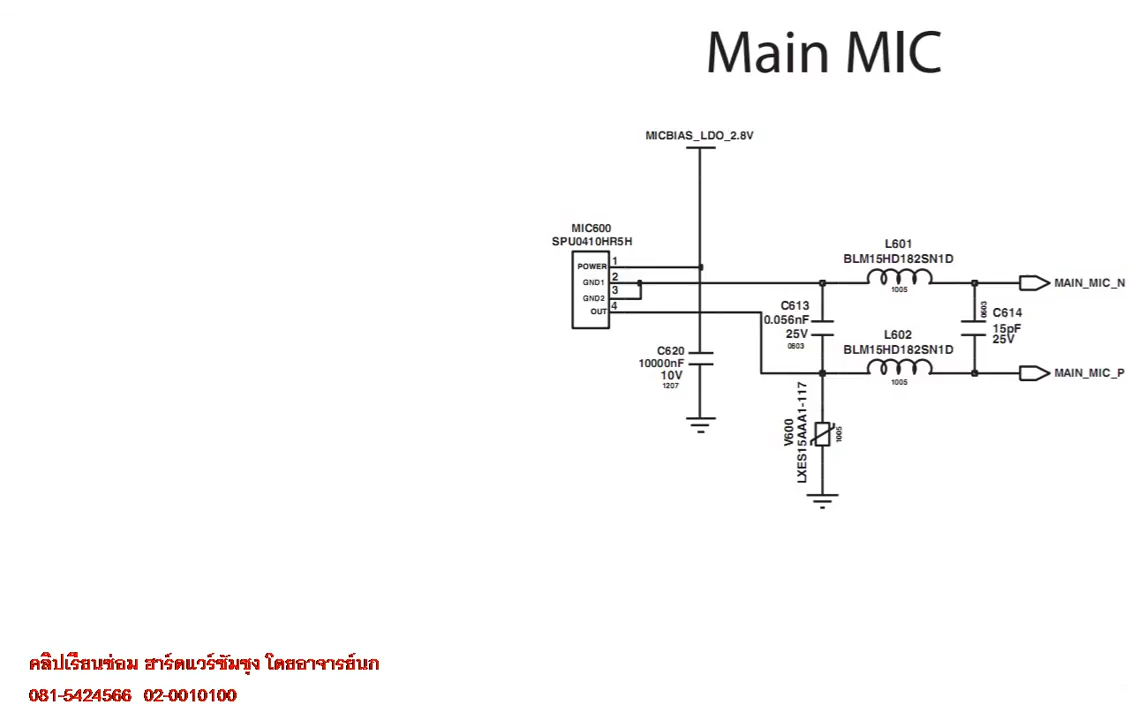 Main MIC
MICBIAS_LDO_2.8V
MIC600
SPU0410HR5H
POWER 1
GND1 2
GND2 3
OUT 4
L601
BLM15HD182SN1D
1005
MAIN_MIC_N
C613
0.056nF
25V
0603
0603
C614
15pF
25V
L602
BLM15HD182SN1D
1005
MAIN_MIC_P
C620
10000nF
10V
1207
V600
LXES15AAA1-117
1005
คลิปเรียนซ่อม ฮาร์ดแวร์ซัมซุง โดยอาจารย์นก
081-5424566 02-0010100